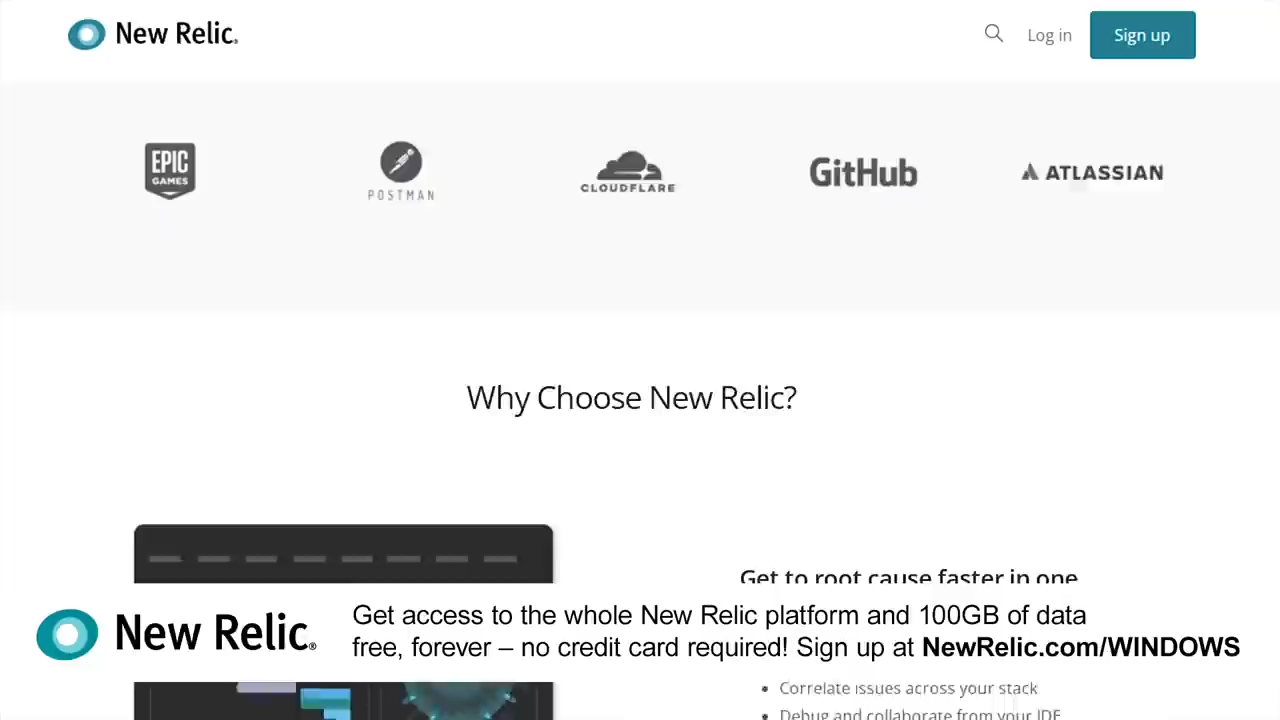 New Relic.
Log in
Sign up
EPIC
GAMES
POSTMAN
CLOUDFLARE
GitHub
ATLASSIAN
Why Choose New Relic?
Get to root cause faster in one
New Relic®
Get access to the whole New Relic platform and 100GB of data
free, forever – no credit card required! Sign up at NewRelic.com/WINDOWS
• Correlate issues across your stack
• Debug and collaborate from your IDE